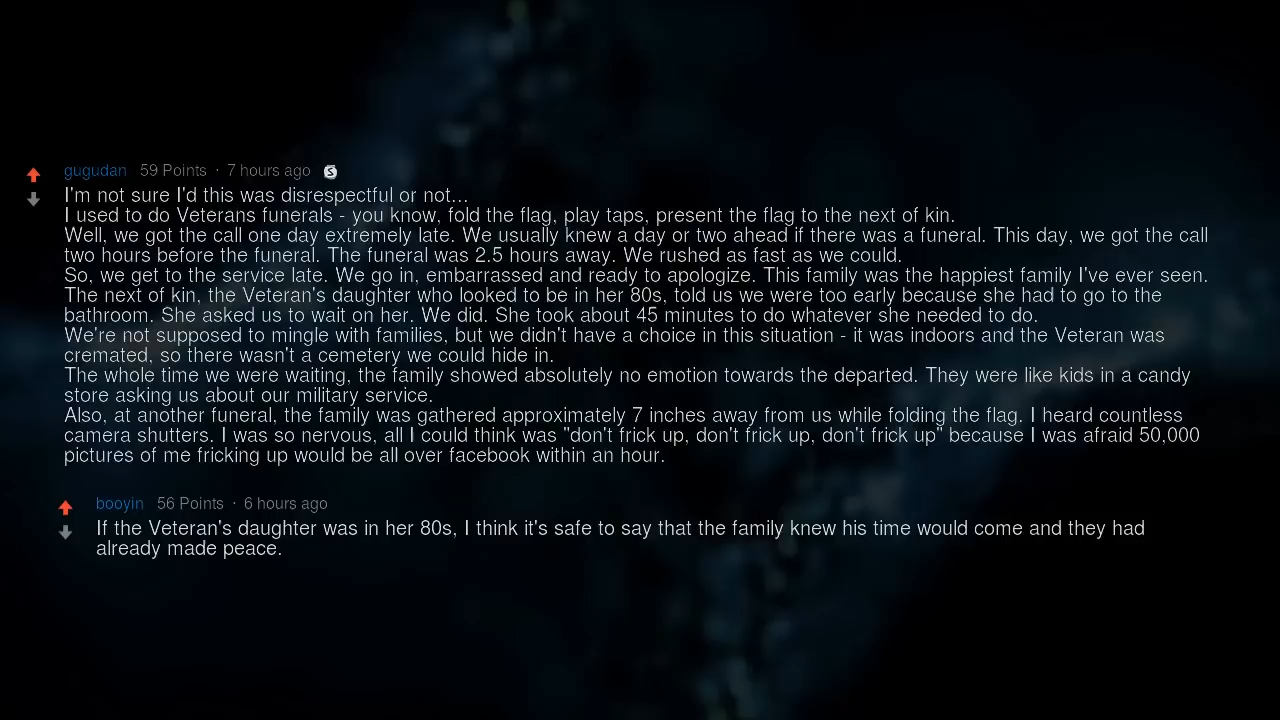 gugudan 59 Points · 7 hours ago S
I'm not sure I'd this was disrespectful or not...
I used to do Veterans funerals - you know, fold the flag, play taps, present the flag to the next of kin.
Well, we got the call one day extremely late. We usually knew a day or two ahead if there was a funeral. This day, we got the call
two hours before the funeral. The funeral was 2.5 hours away. We rushed as fast as we could.
So, we get to the service late. We go in, embarrassed and ready to apologize. This family was the happiest family I've ever seen.
The next of kin, the Veteran's daughter who looked to be in her 80s, told us we were too early because she had to go to the
bathroom. She asked us to wait on her. We did. She took about 45 minutes to do whatever she needed to do.
We're not supposed to mingle with families, but we didn't have a choice in this situation - it was indoors and the Veteran was
cremated, so there wasn't a cemetery we could hide in.
The whole time we were waiting, the family showed absolutely no emotion towards the departed. They were like kids in a candy
store asking us about our military service.
Also, at another funeral, the family was gathered approximately 7 inches away from us while folding the flag. I heard countless
camera shutters. I was so nervous, all I could think was "don't frick up, don't frick up, don't frick up" because I was afraid 50,000
pictures of me fricking up would be all over facebook within an hour.
booyin 56 Points · 6 hours ago
If the Veteran's daughter was in her 80s, I think it's safe to say that the family knew his time would come and they had
already made peace.